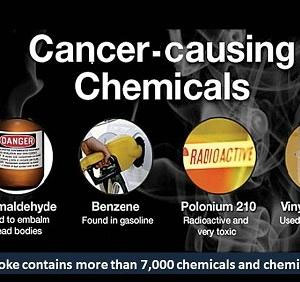 Cancer-causing
Chemicals
DANGER
RADIOACTIVE
maldehyde
d to embalm
ead bodies
Benzene
Found in gasoline
Polonium 210
Radioactive and
very toxic
Viny
Used
oke contains more than 7,000 chemicals and chemi